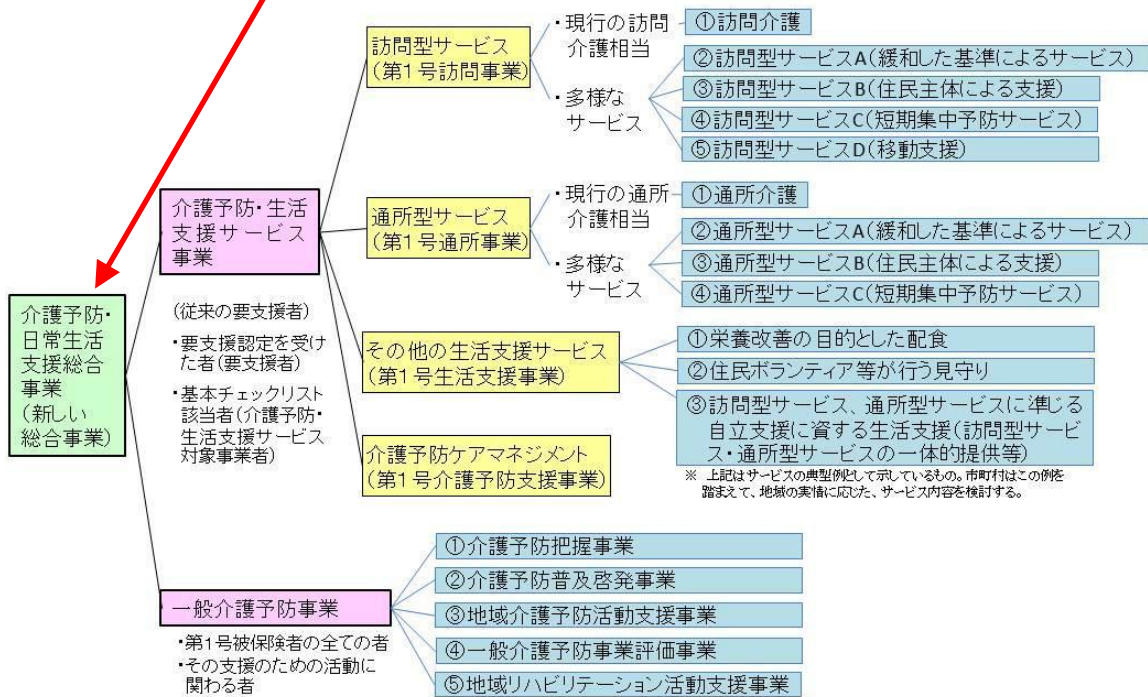 介護予防・
日常生活
支援総合
事業
(新しい
総合事業)
介護予防・生活
支援サービス
事業
(従来の要支援者)
・要支援認定を受け
た者(要支援者)
・基本チェックリスト
該当者(介護予防・
生活支援サービス
対象事業者)
訪問型サービス
(第1号訪問事業)
・現行の訪問
介護相当
①訪問介護
・多様な
サービス
②訪問型サービスA(緩和した基準によるサービス)
③訪問型サービスB(住民主体による支援)
④訪問型サービスC(短期集中予防サービス)
⑤訪問型サービスD(移動支援)
通所型サービス
(第1号通所事業)
・現行の通所
介護相当
①通所介護
・多様な
サービス
②通所型サービスA(緩和した基準によるサービス)
③通所型サービスB(住民主体による支援)
④通所型サービスC(短期集中予防サービス)
その他の生活支援サービス
(第1号生活支援事業)
①栄養改善の目的とした配食
②住民ボランティア等が行う見守り
③訪問型サービス、通所型サービスに準じる
自立支援に資する生活支援(訪問型サービ
ス・通所型サービスの一体的提供等)
※ 上記はサービスの典型例として示しているもの。市町村はこの例を
踏まえて、地域の実情に応じた、サービス内容を検討する。
介護予防ケアマネジメント
(第1号介護予防支援事業)
一般介護予防事業
・第1号被保険者の全ての者
・その支援のための活動に
関わる者
①介護予防把握事業
②介護予防普及啓発事業
③地域介護予防活動支援事業
④一般介護予防事業評価事業
⑤地域リハビリテーション活動支援事業